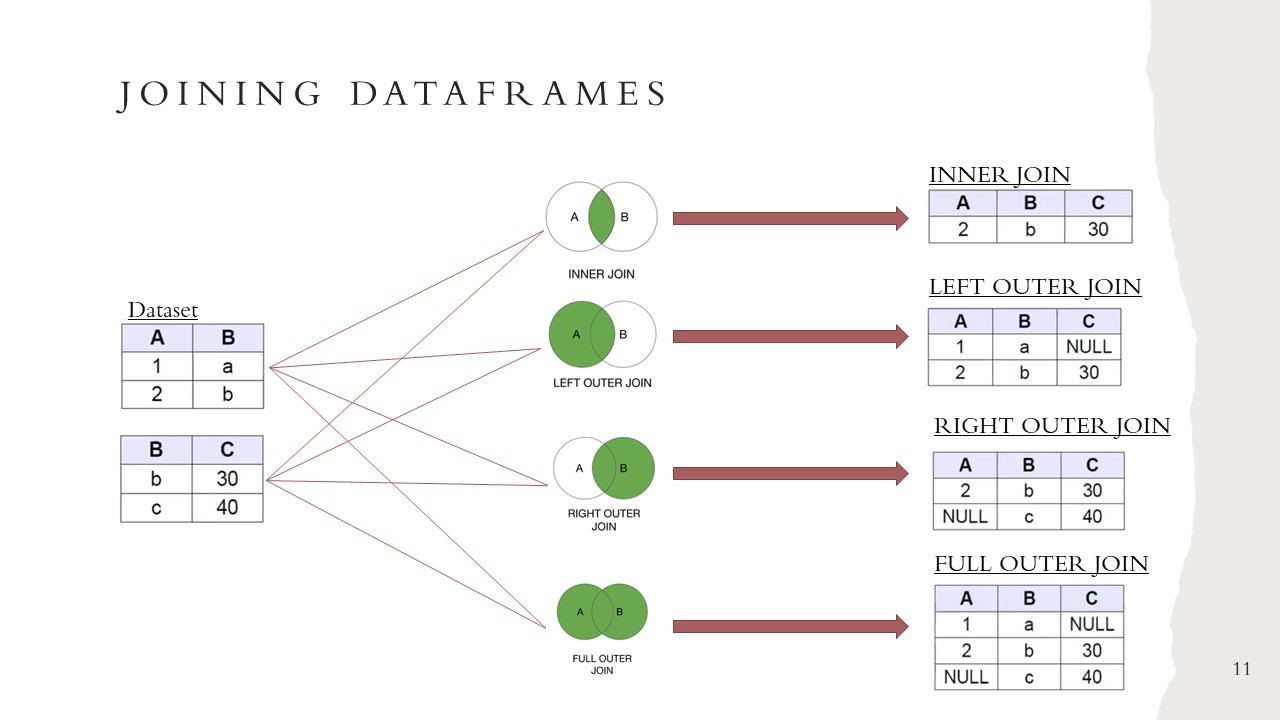 JOINING DATAFRAMES
Dataset
A B
1 a
2 b
B C
b 30
c 40
A B
INNER JOIN
A B
LEFT OUTER JOIN
A B
RIGHT OUTER
JOIN
A B
FULL OUTER
JOIN
INNER JOIN
A B C
2 b 30
LEFT OUTER JOIN
A B C
1 a NULL
2 b 30
RIGHT OUTER JOIN
A B C
2 b 30
NULL c 40
FULL OUTER JOIN
A B C
1 a NULL
2 b 30
NULL c 40
11